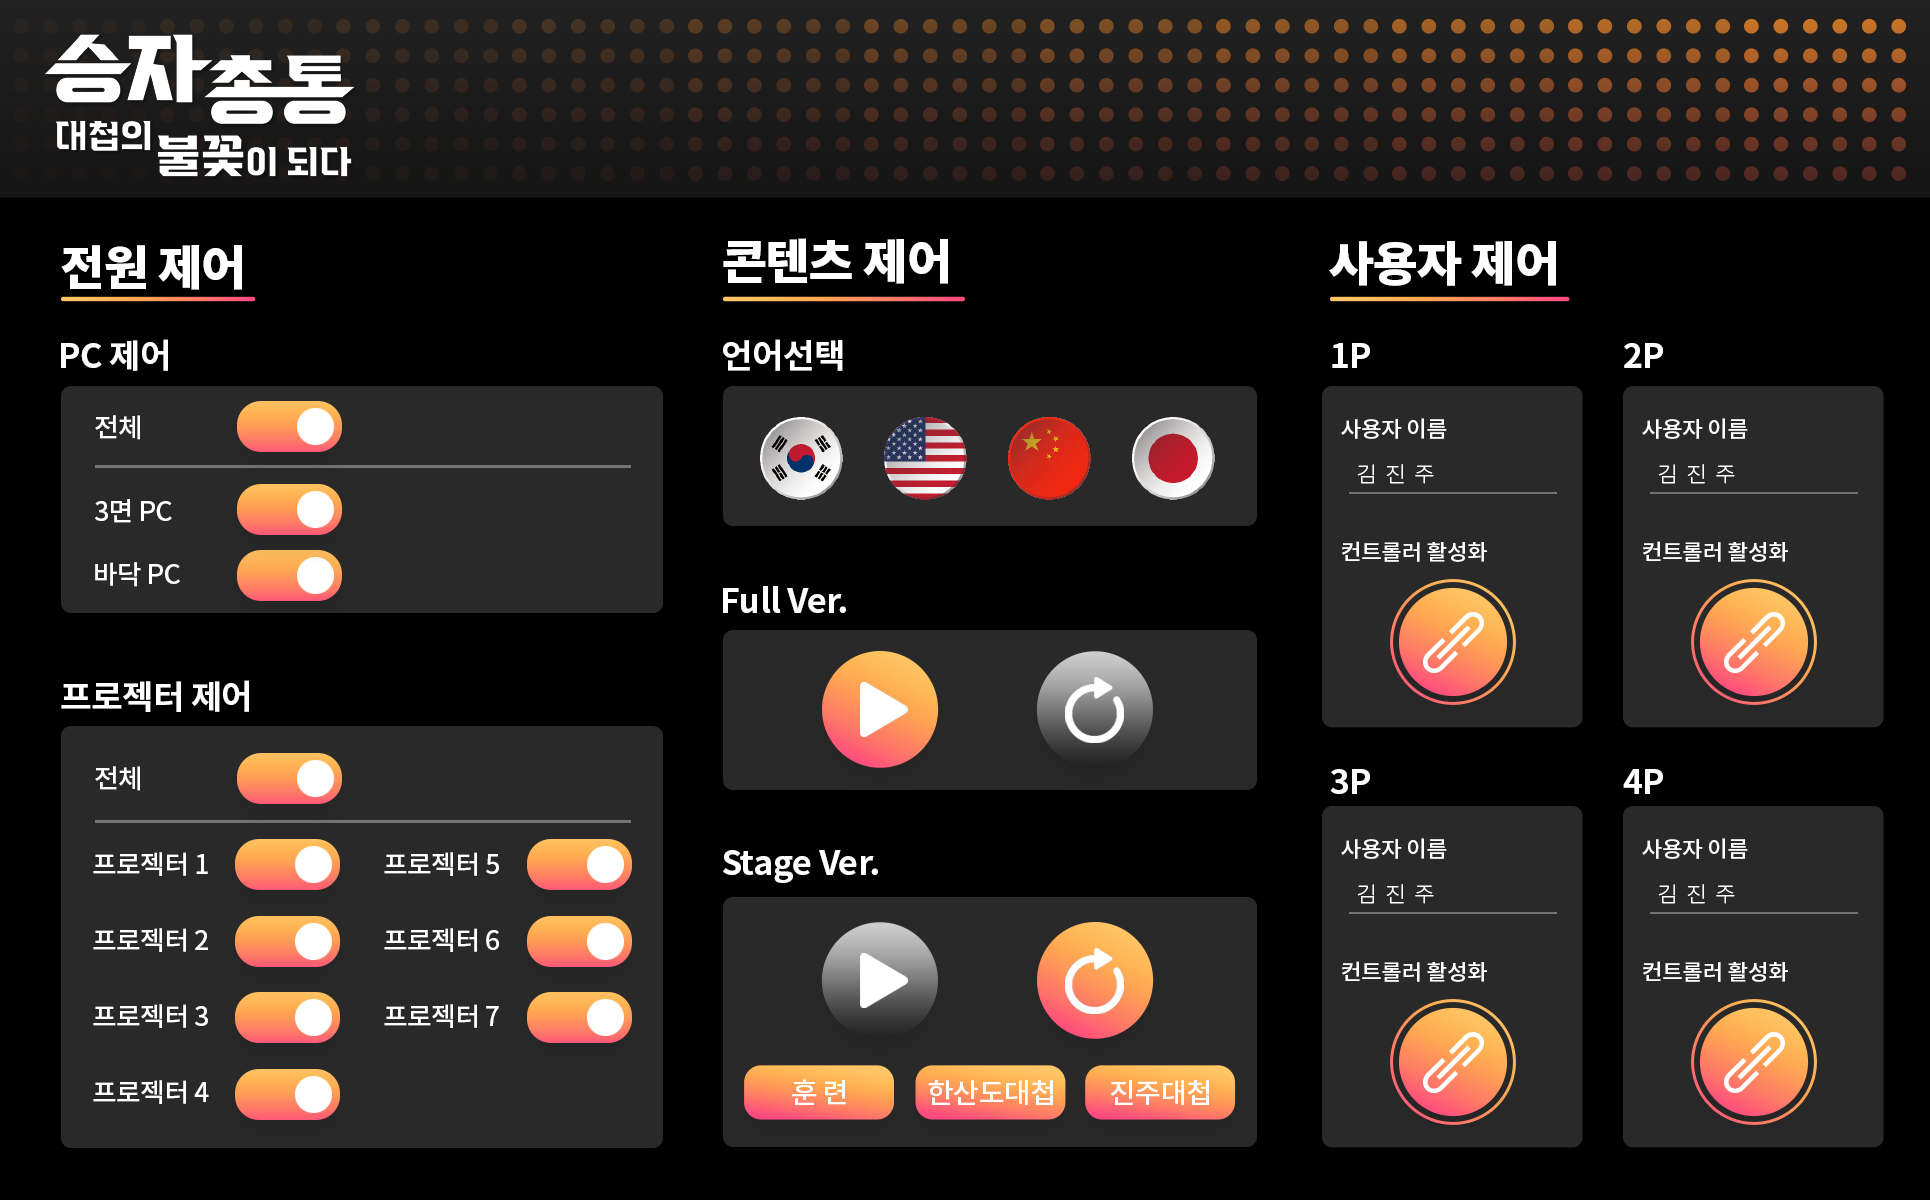 승자총통
대첩의 불꽃이 되다
전원 제어
PC 제어
전체
3면 PC
바닥 PC
프로젝터 제어
전체
프로젝터 1
프로젝터 5
프로젝터 2
프로젝터 6
프로젝터 3
프로젝터 7
프로젝터 4
콘텐츠 제어
언어선택
Full Ver.
Stage Ver.
훈 련
한산도대첩
진주대첩
사용자 제어
1P
사용자 이름
김 진 주
컨트롤러 활성화
2P
사용자 이름
김 진 주
컨트롤러 활성화
3P
사용자 이름
김 진 주
컨트롤러 활성화
4P
사용자 이름
김 진 주
컨트롤러 활성화